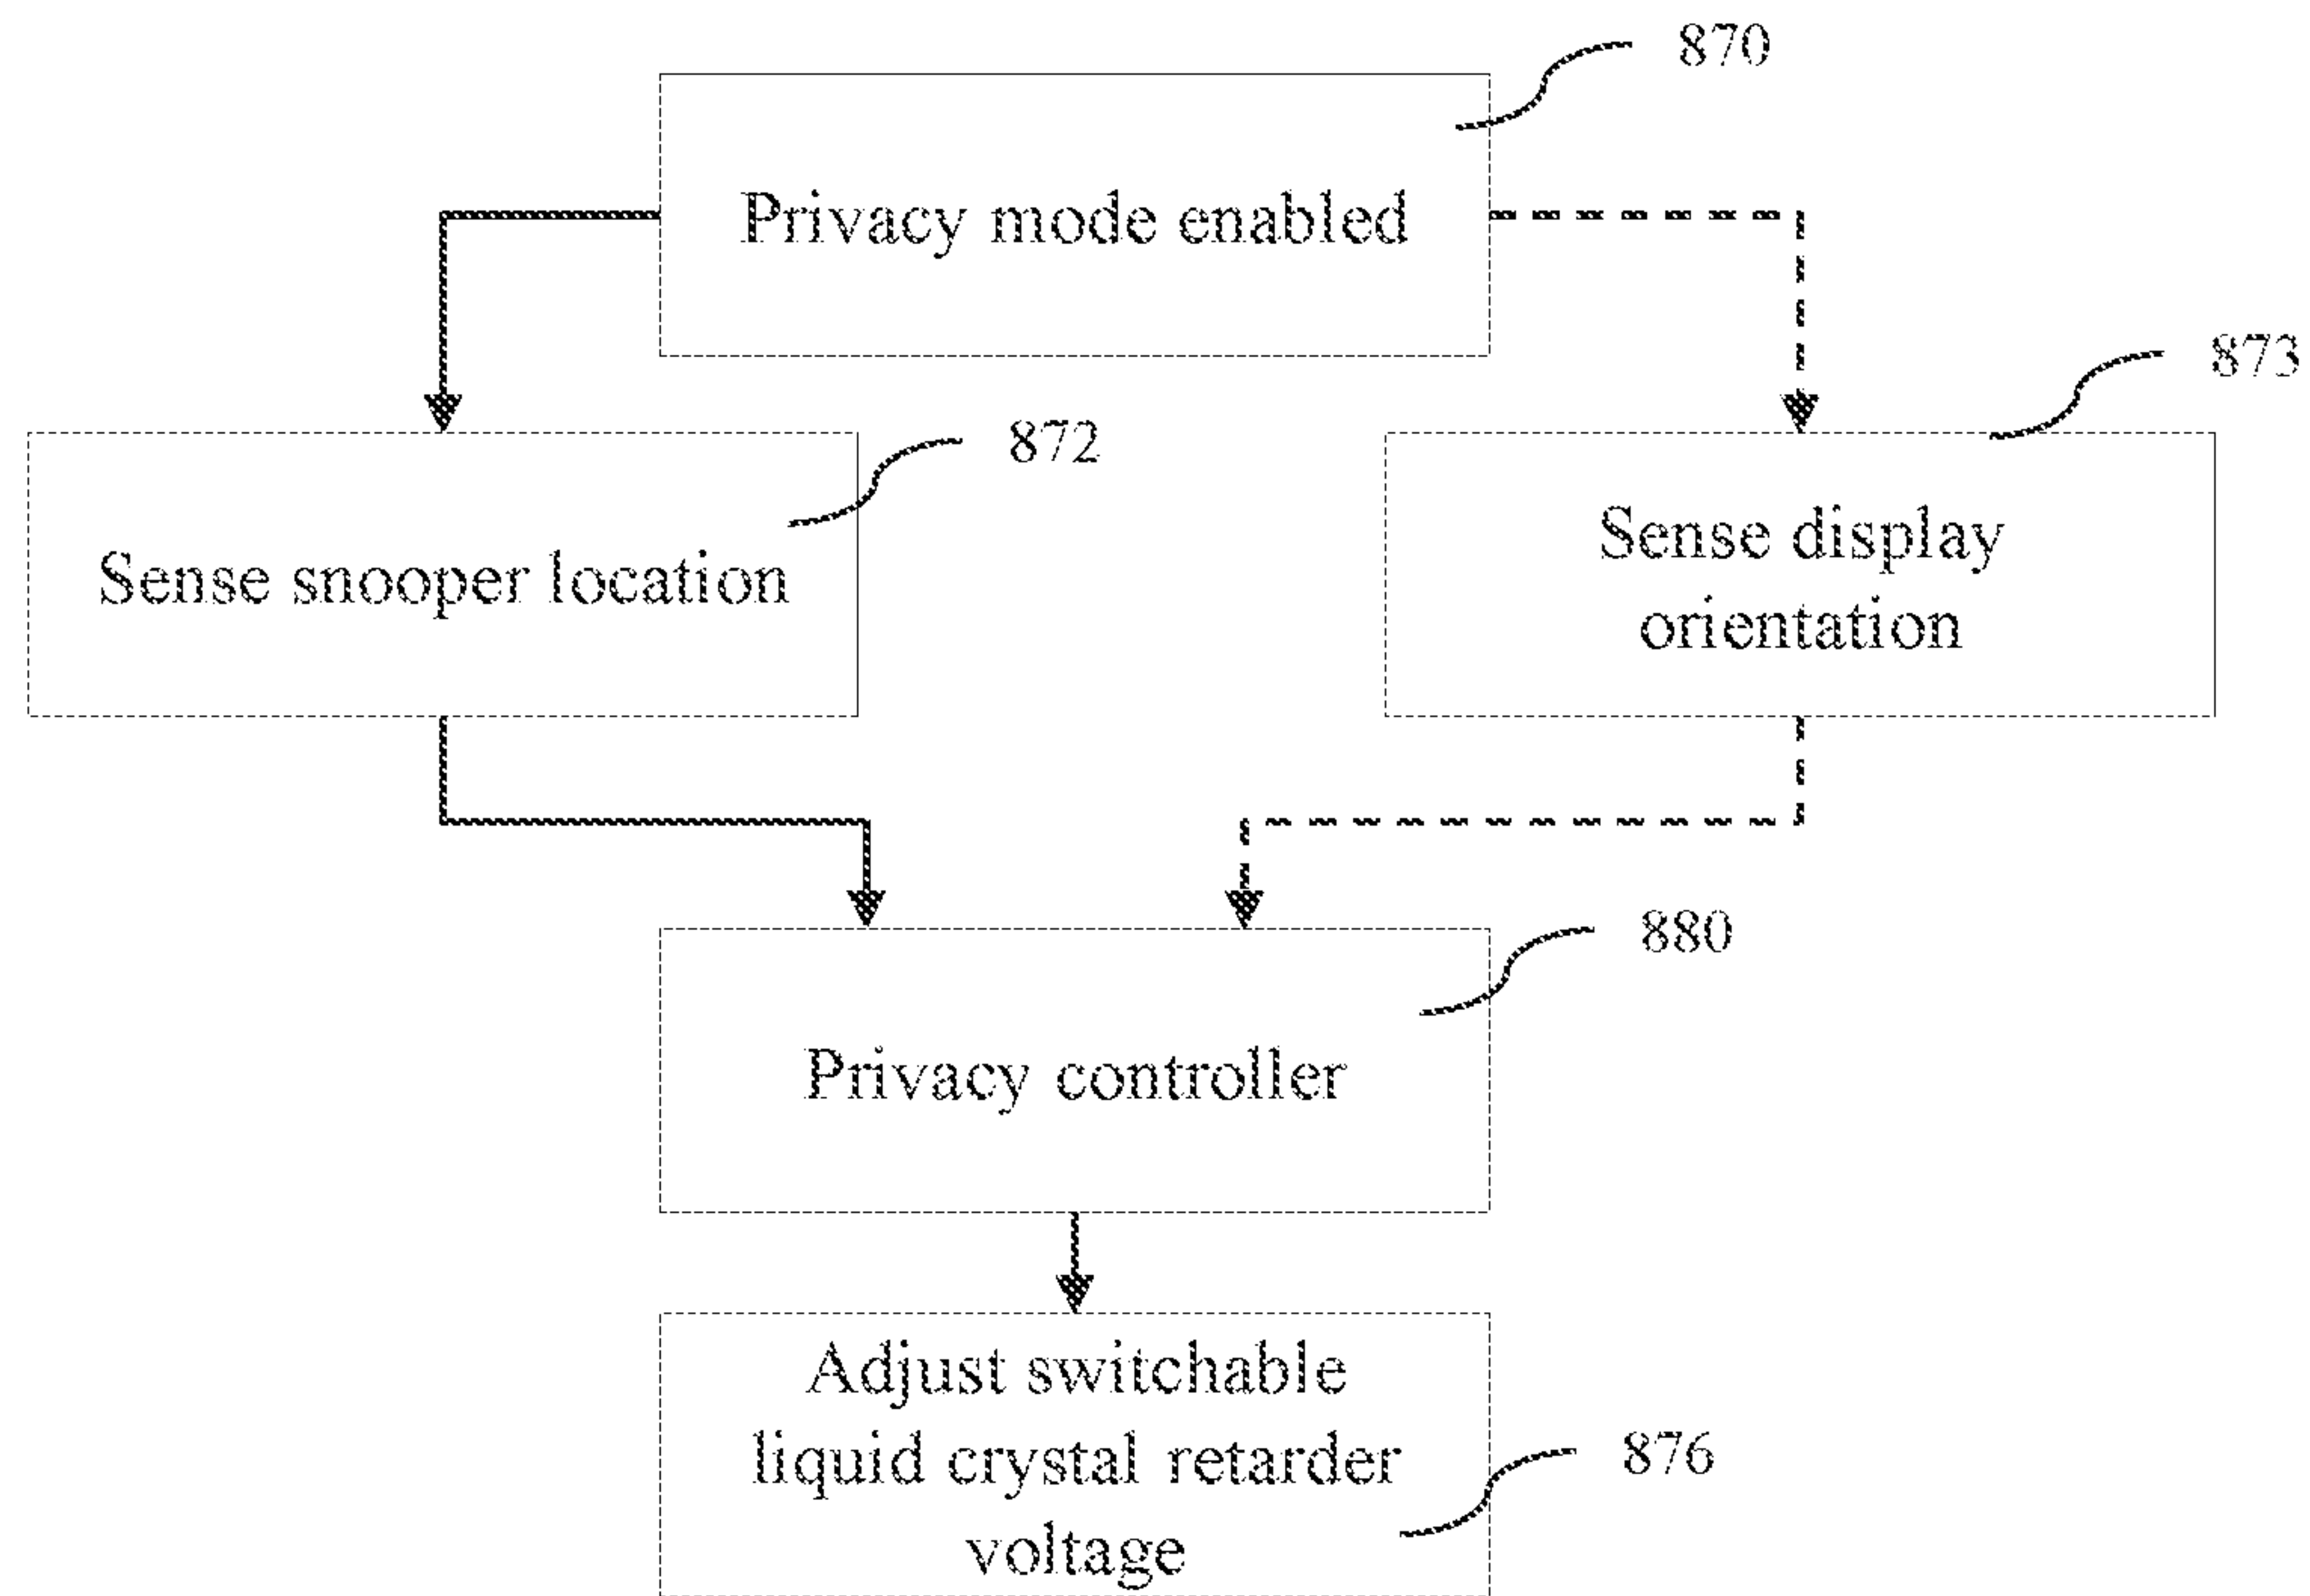 870
Privacy mode enabled
873
872
Sense snooper location
Sense display
orientation
880
Privacy controller
Adjust switchable
liquid crystal retarder
voltage
876